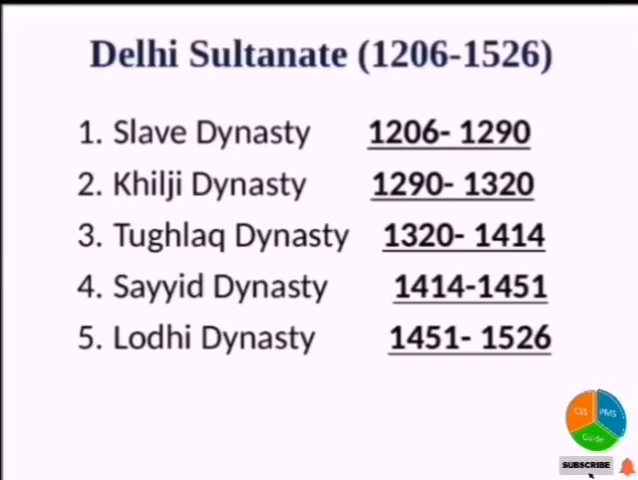 Delhi Sultanate (1206-1526)
1. Slave Dynasty 1206- 1290
2. Khilji Dynasty 1290- 1320
3. Tughlaq Dynasty 1320- 1414
4. Sayyid Dynasty 1414-1451
5. Lodhi Dynasty 1451- 1526
CSS PMS
Guide
SUBSCRIBE